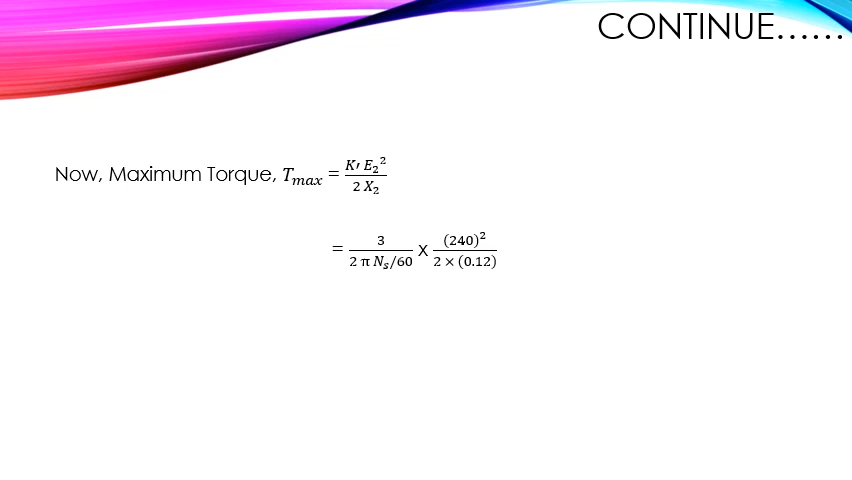 CONTINUE……
Now, Maximum Torque, T_max = K′ E₂² / 2 X₂
= 3 / 2 π N_s/60 X (240)² / 2 × (0.12)